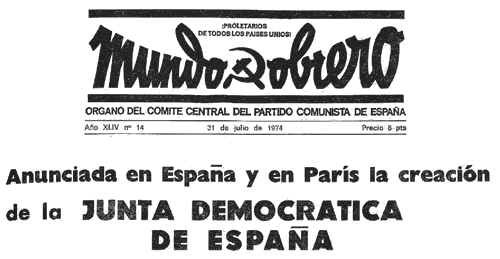 ¡PROLETARIOS
DE TODOS LOS PAISES UNIOS!
mundo obrero
ORGANO DEL COMITE CENTRAL DEL PARTIDO COMUNISTA DE ESPAÑA
Año XLIV nº 14 31 de julio de 1974 Precio 8 pts
Anunciada en España y en París la creación
de la JUNTA DEMOCRATICA
DE ESPAÑA